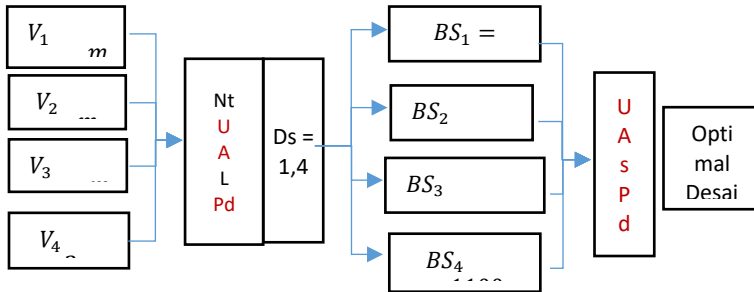 V₁
m
V₂
V₃
V₄
Nt
U
A
L
Pd
Ds =
1,4
BS₁ =
BS₂
BS₃
BS₄
U
A
s
P
d
Opti
mal
Desai